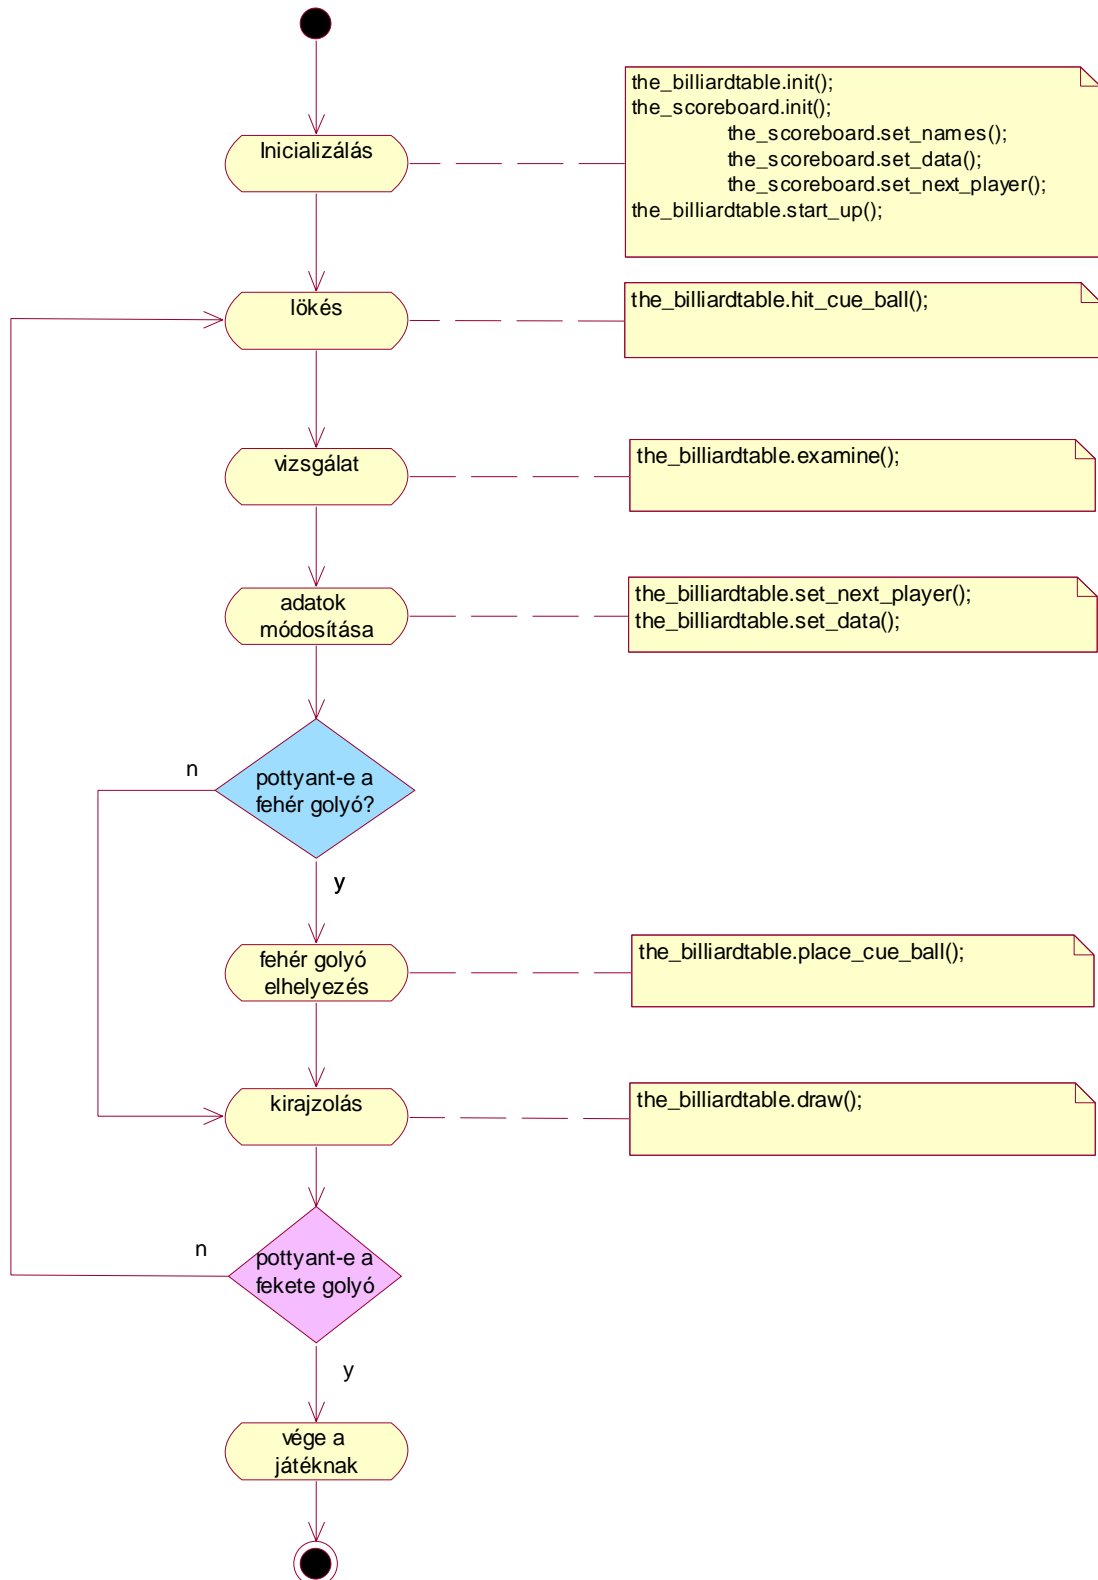 Inicializálás
the_billiardtable.init();
the_scoreboard.init();
the_scoreboard.set_names();
the_scoreboard.set_data();
the_scoreboard.set_next_player();
the_billiardtable.start_up();
lökés
the_billiardtable.hit_cue_ball();
vizsgálat
the_billiardtable.examine();
adatok
módosítása
the_billiardtable.set_next_player();
the_billiardtable.set_data();
n
pottyant-e a
fehér golyó?
y
fehér golyó
elhelyezés
the_billiardtable.place_cue_ball();
kirajzolás
the_billiardtable.draw();
n
pottyant-e a
fekete golyó
y
vége a
játéknak